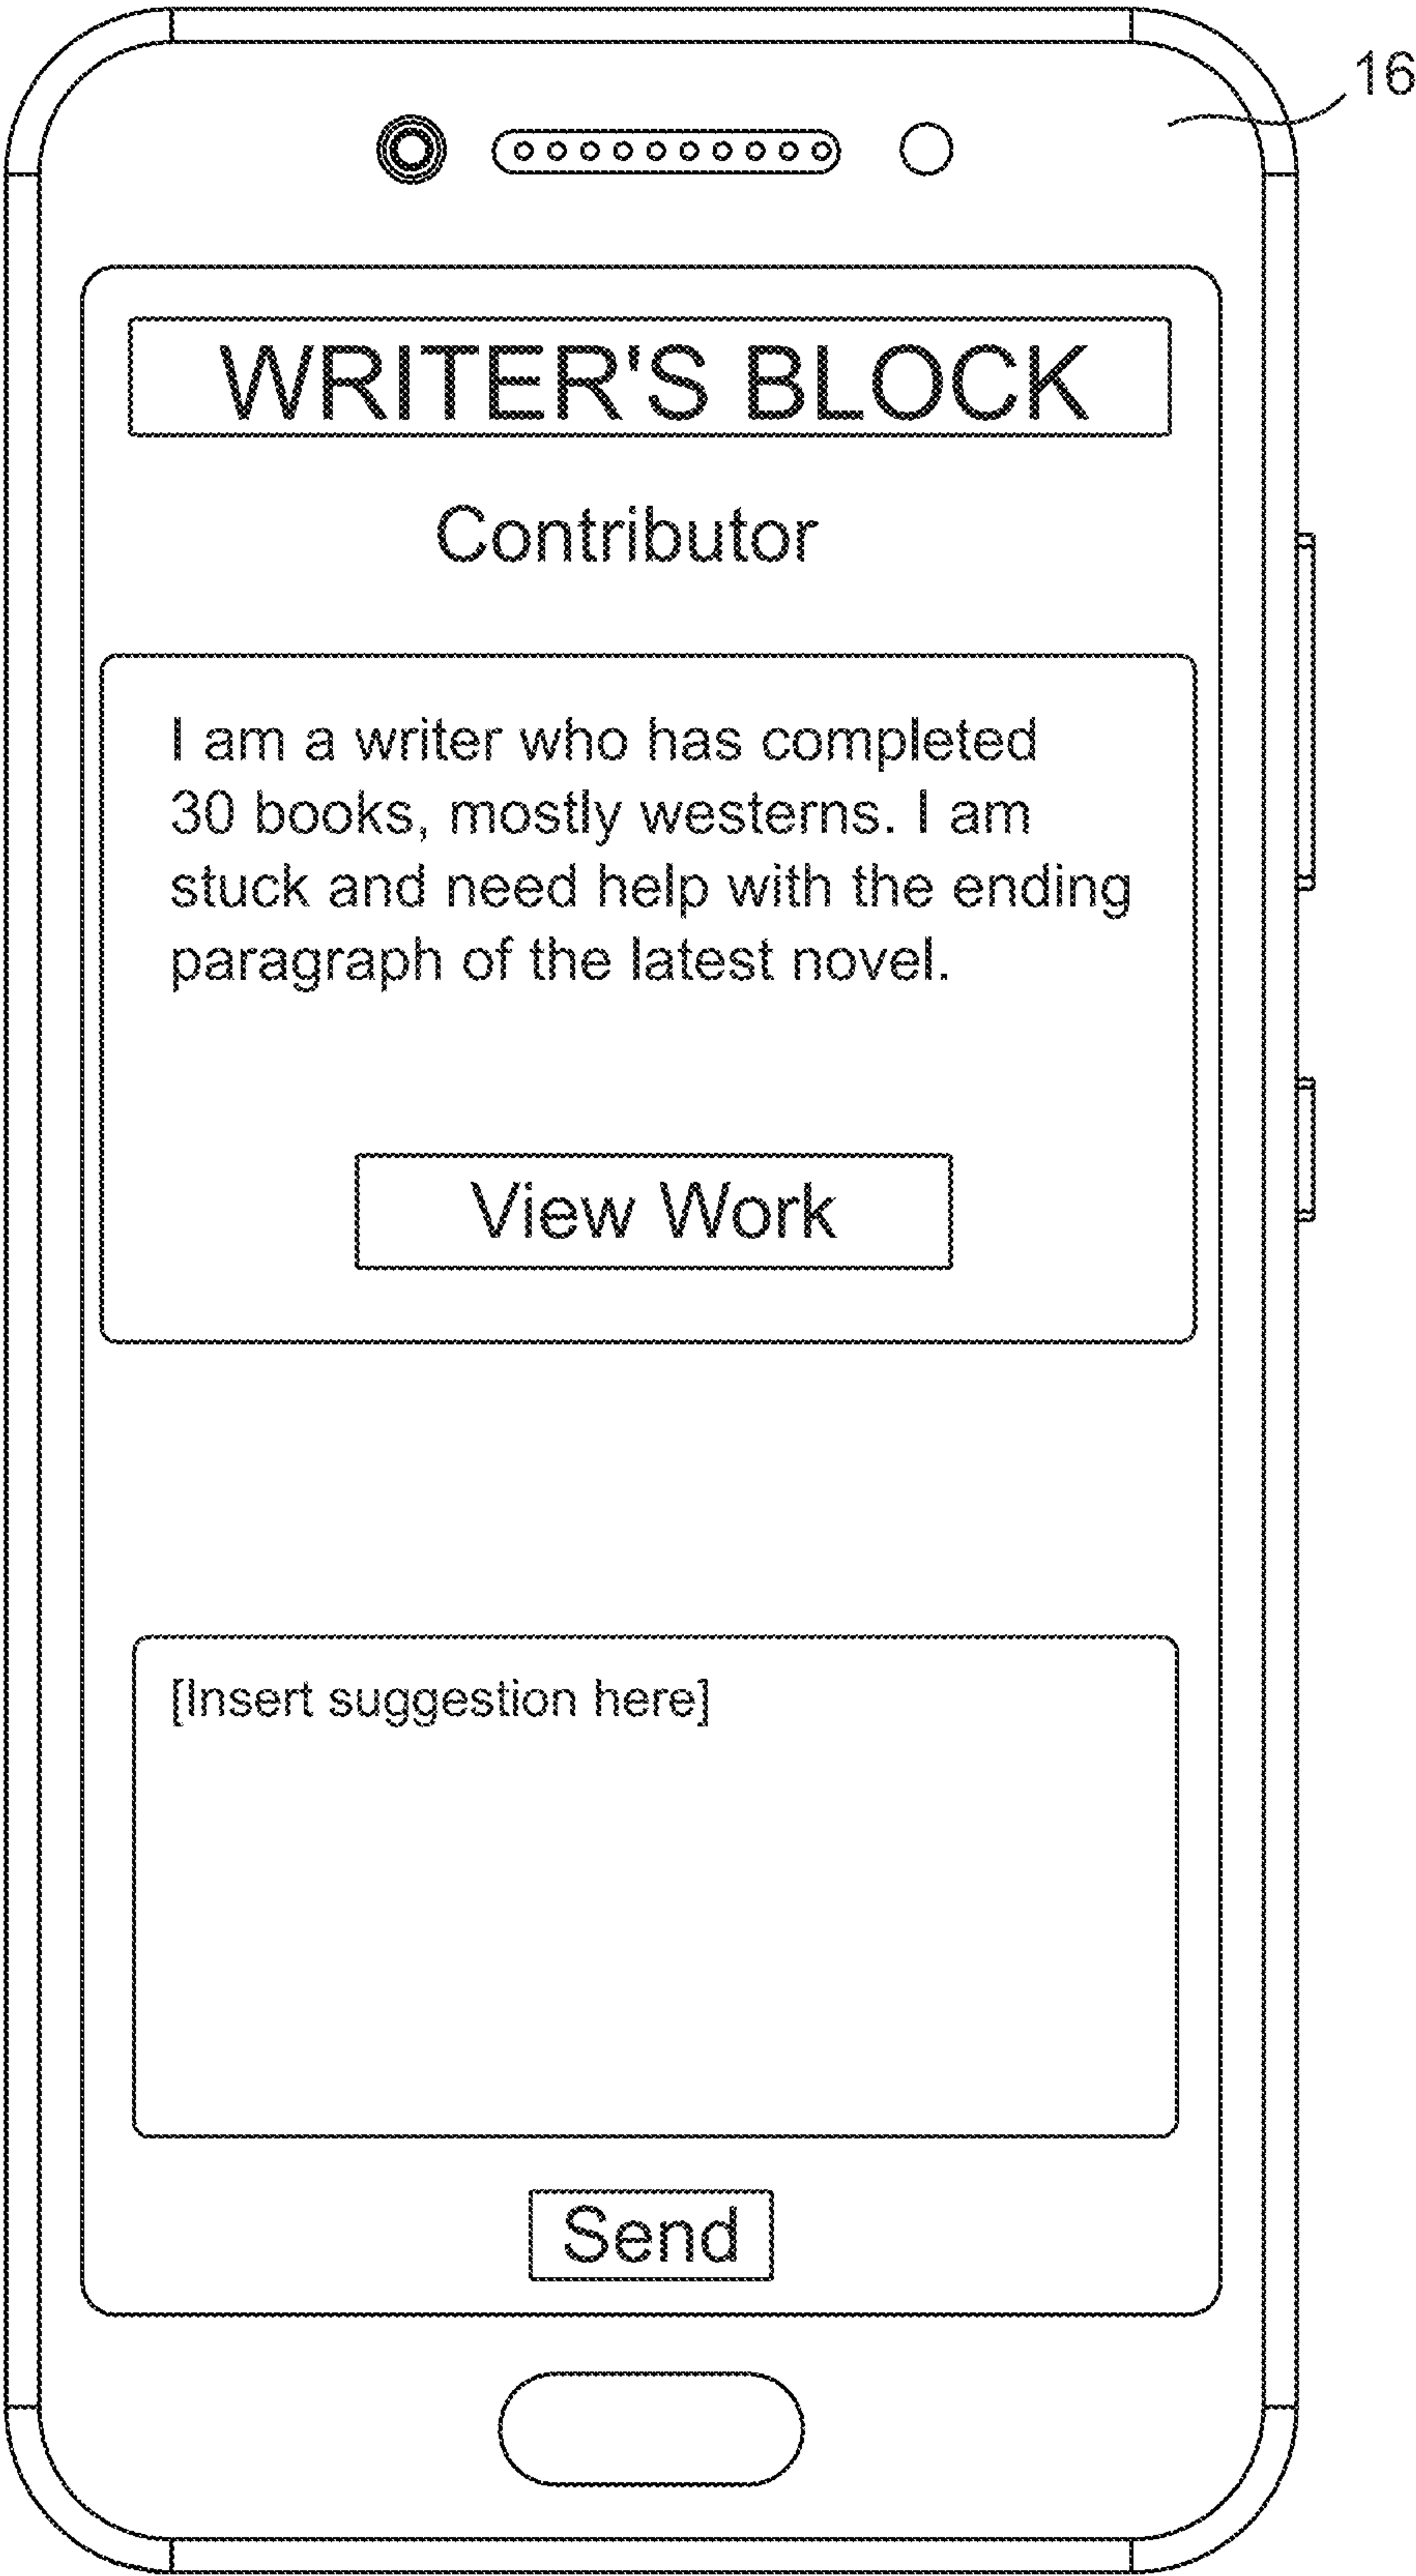 16
WRITER'S BLOCK
Contributor
I am a writer who has completed
30 books, mostly westerns. I am
stuck and need help with the ending
paragraph of the latest novel.
View Work
[Insert suggestion here]
Send